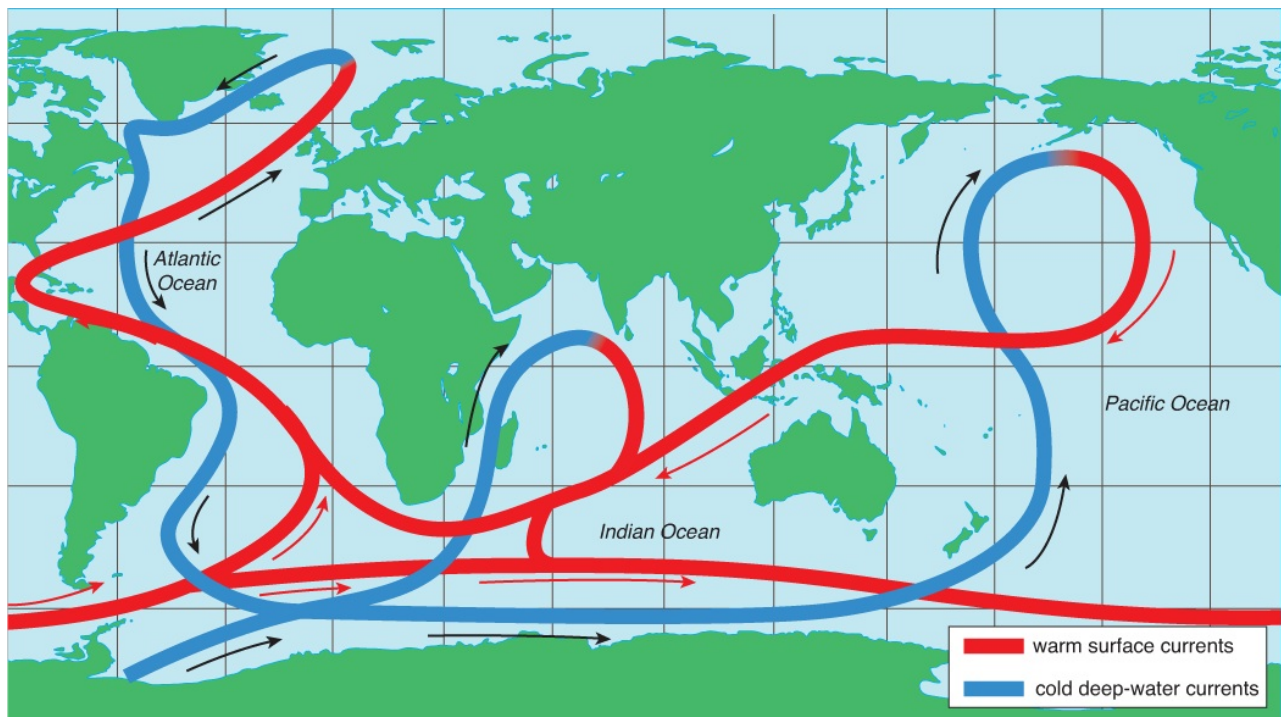 Atlantic
Ocean
Pacific Ocean
Indian Ocean
warm surface currents
cold deep-water currents